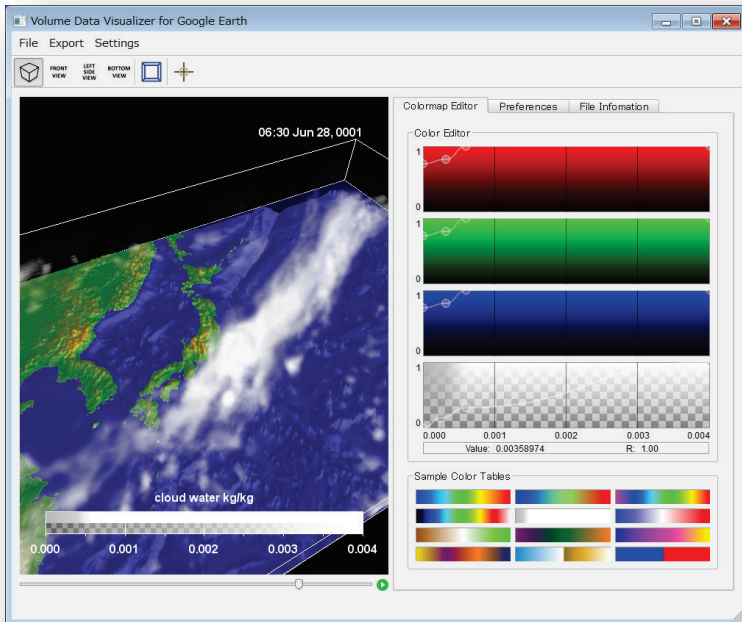 Volume Data Visualizer for Google Earth
File Export Settings
FRONT VIEW
LEFT SIDE VIEW
BOTTOM VIEW
06:30 Jun 28, 0001
cloud water kg/kg
0.000 0.001 0.002 0.003 0.004
Colormap Editor Preferences File Infomation
Color Editor
1
0
1
0
1
0
1
0
0.000 0.001 0.002 0.003 0.004
Value: 0.00358974 R: 1.00
Sample Color Tables